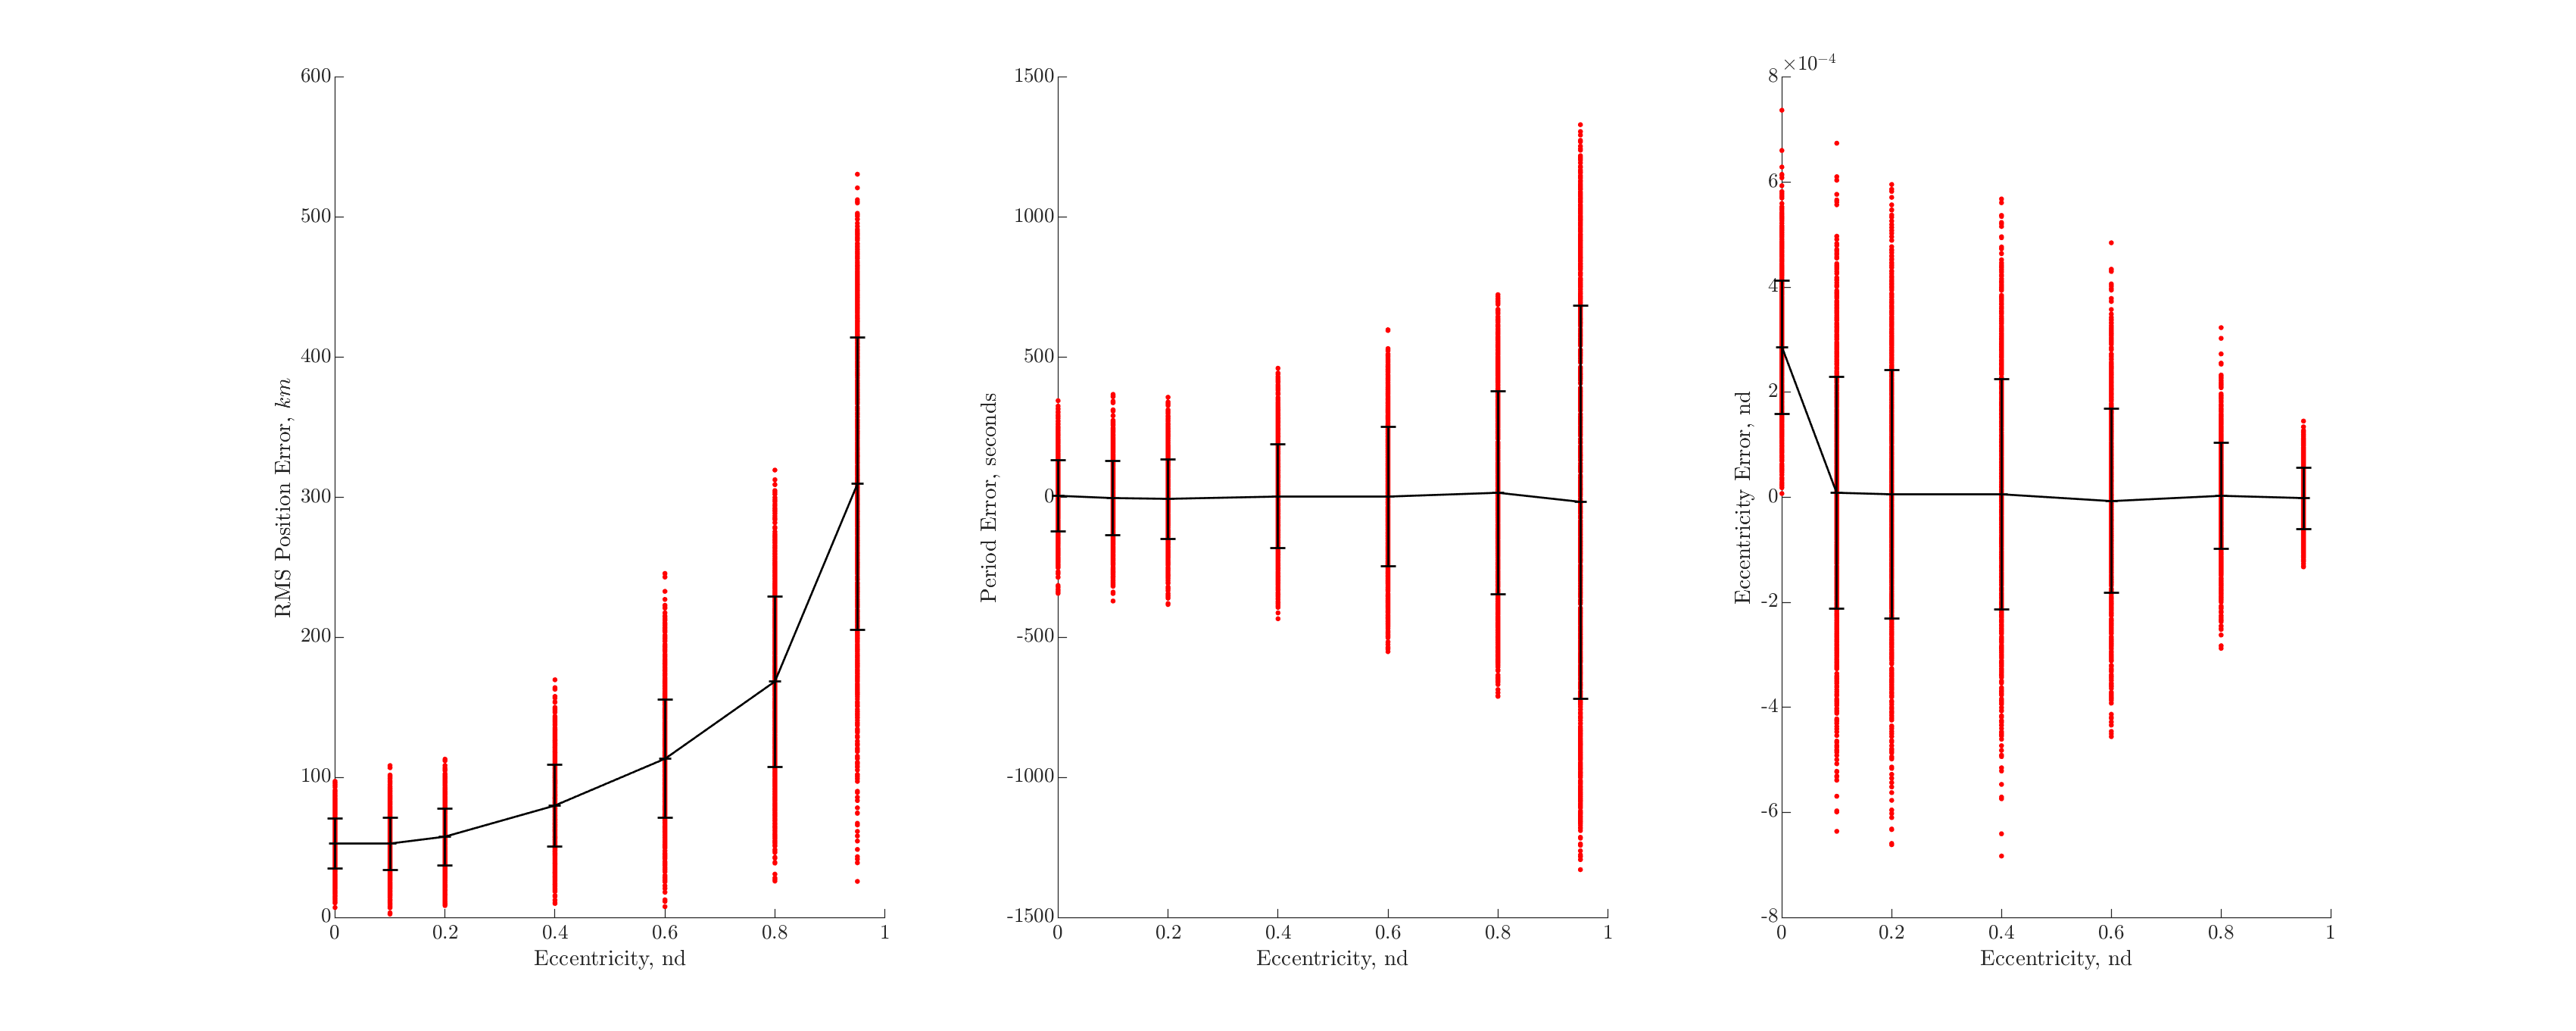 600
500
400
300
200
100
0
0 0.2 0.4 0.6 0.8 1
RMS Position Error, km
Eccentricity, nd
1500
1000
500
0
-500
-1000
-1500
0 0.2 0.4 0.6 0.8 1
Period Error, seconds
Eccentricity, nd
×10⁻⁴
8
6
4
2
0
-2
-4
-6
-8
0 0.2 0.4 0.6 0.8 1
Eccentricity Error, nd
Eccentricity, nd